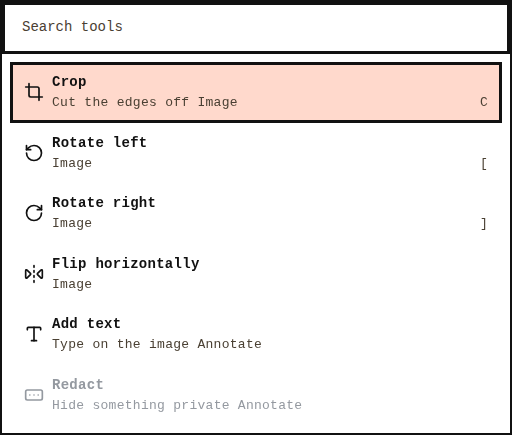 Search tools
Crop
Cut the edges off Image C
Rotate left
Image [
Rotate right
Image ]
Flip horizontally
Image
Add text
Type on the image Annotate
Redact
Hide something private Annotate